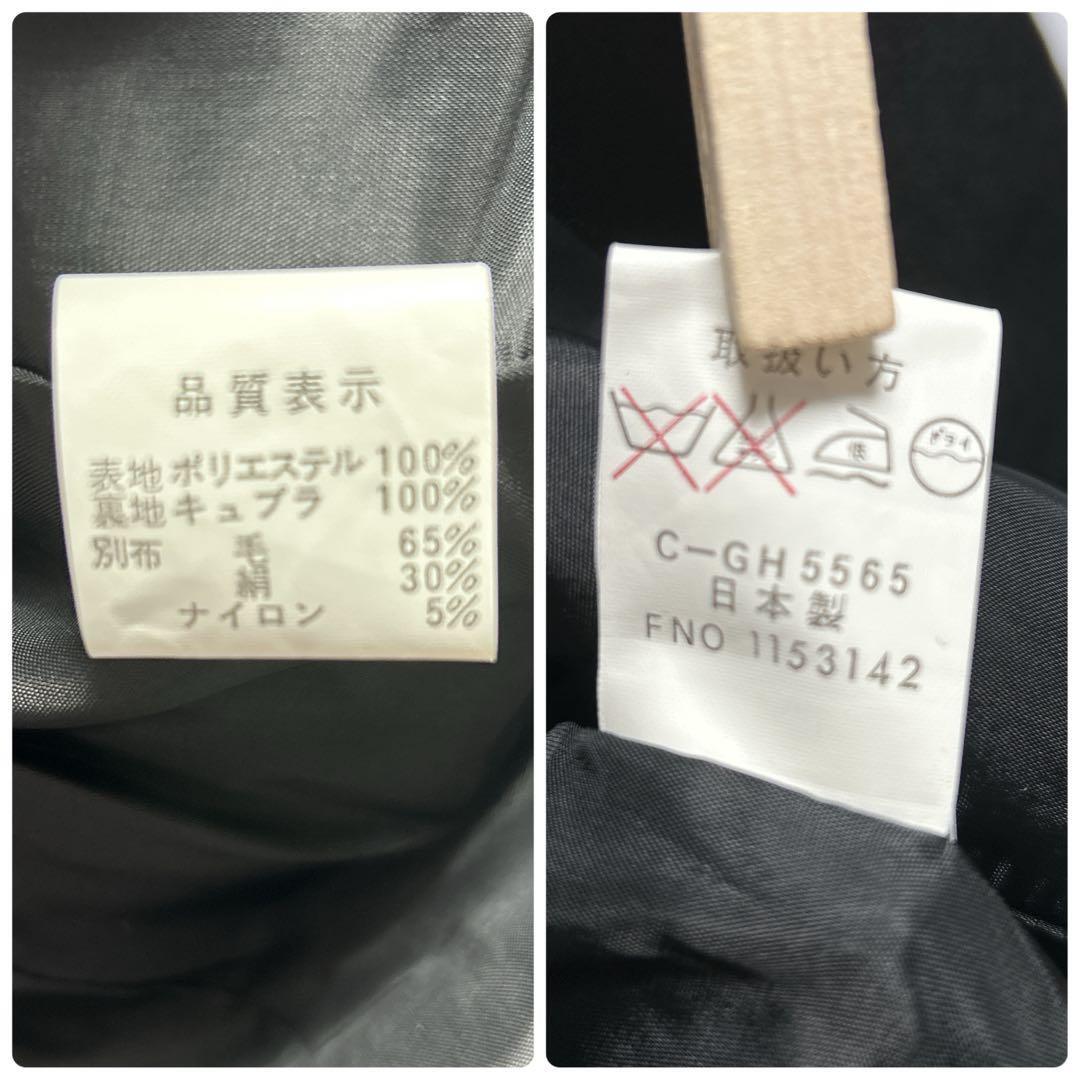 品質表示
表地 ポリエステル 100%
裏地 キュプラ 100%
別布 毛 65%
絹 30%
ナイロン 5%
取扱い方
低 ドライ
C-GH5565
日本製
FNO 1153142